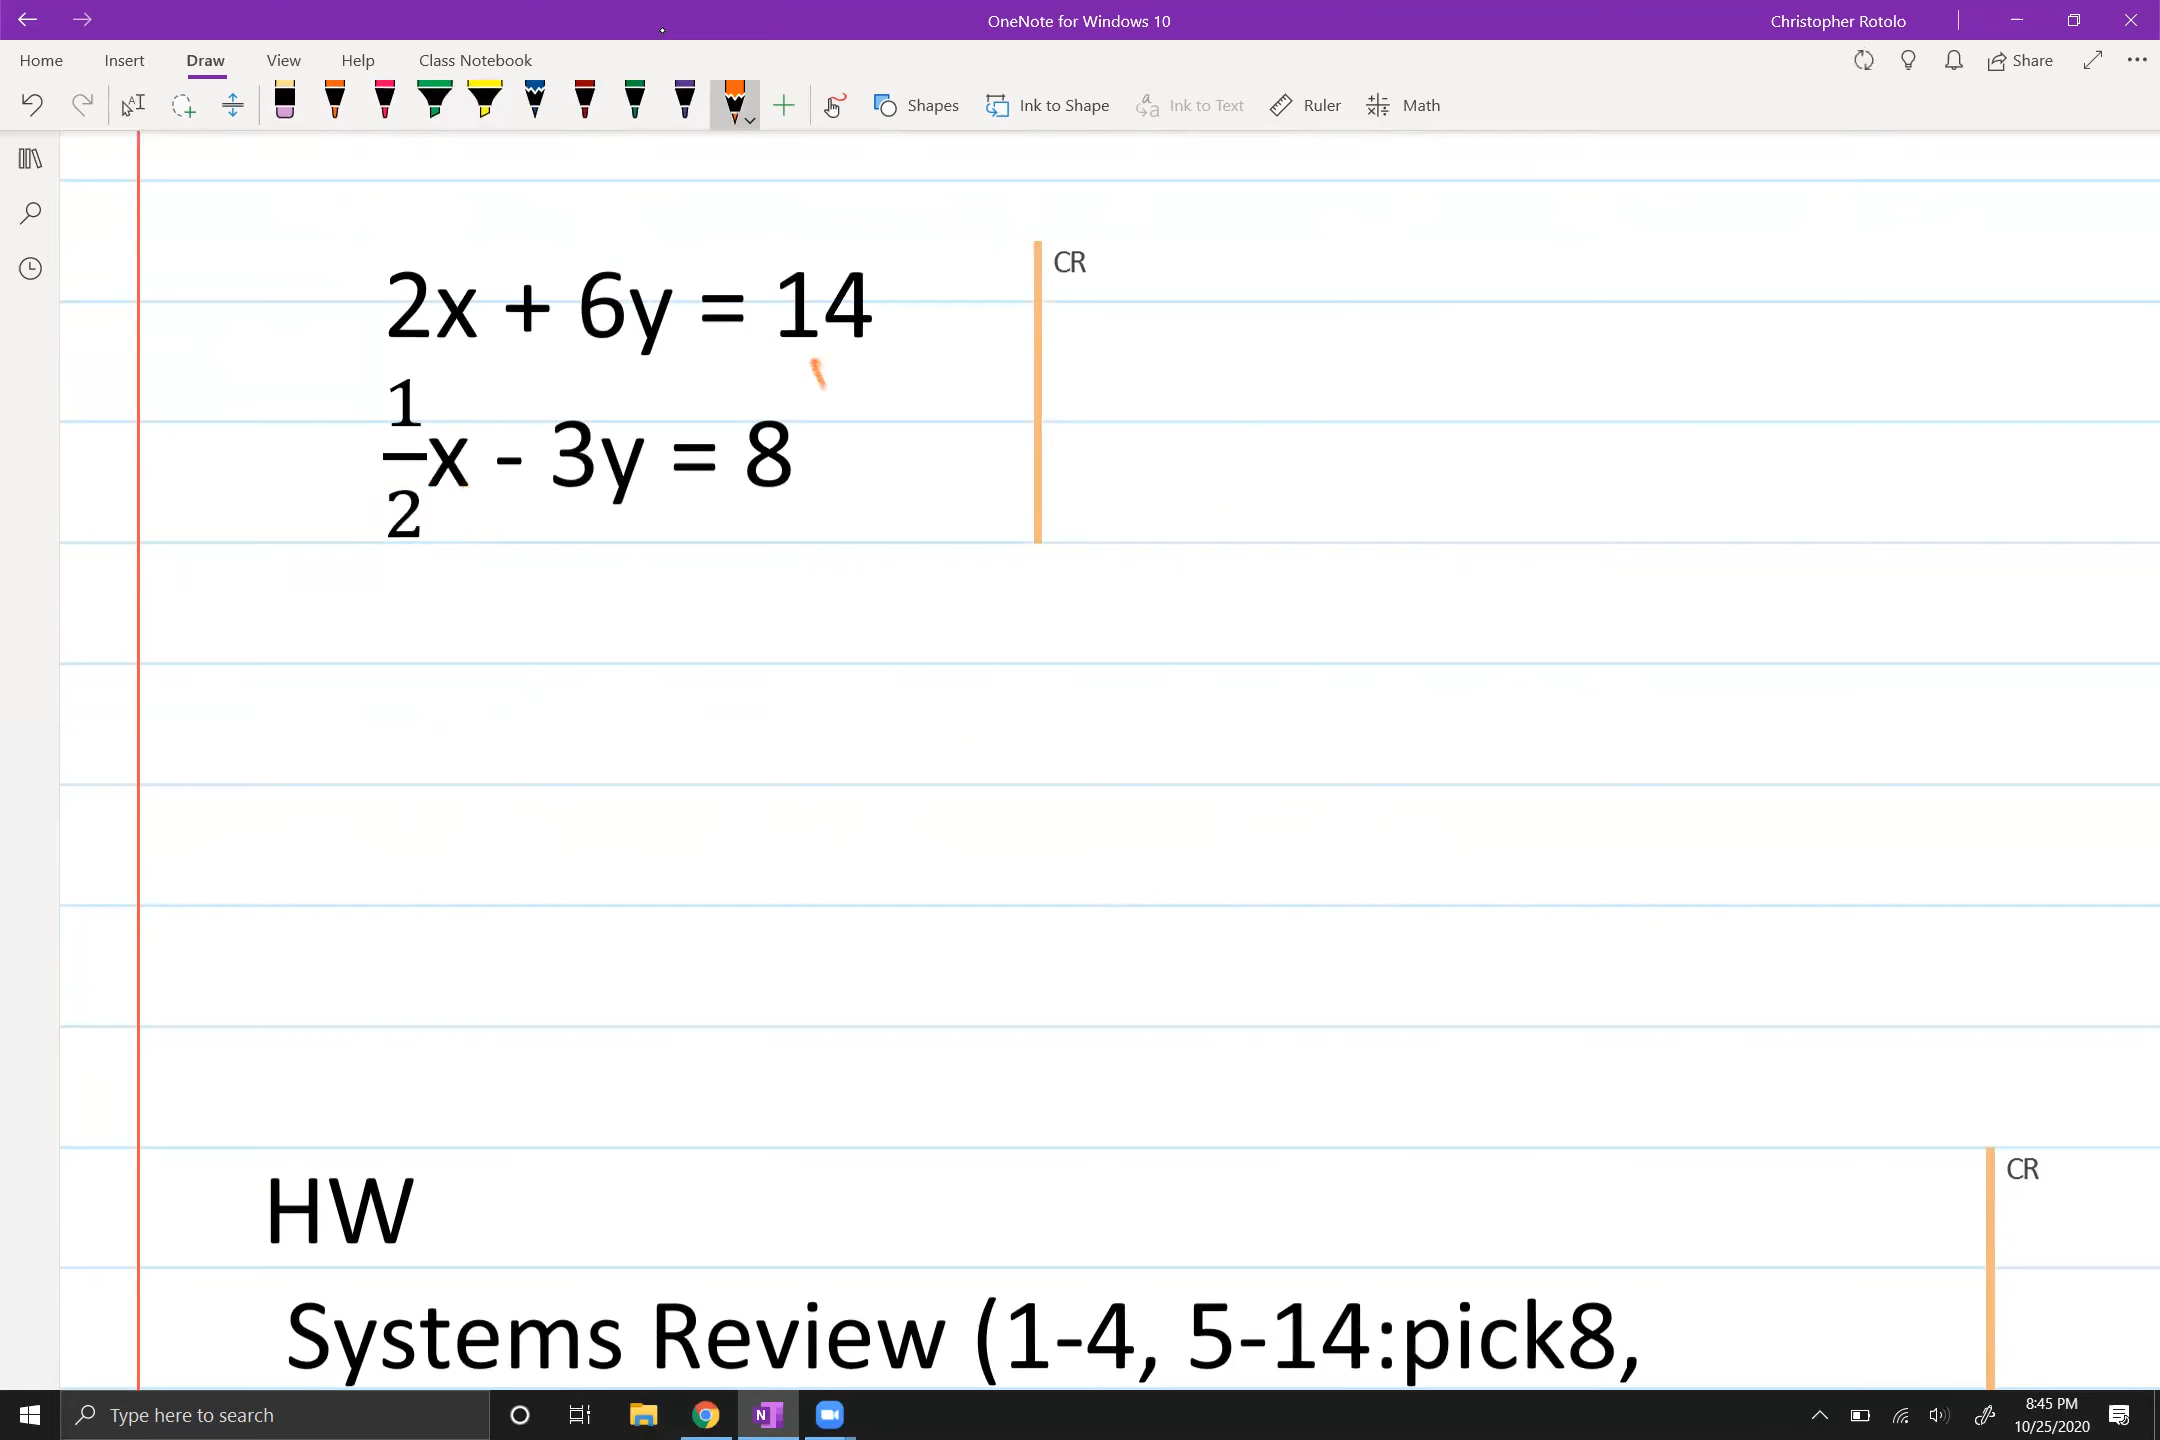 OneNote for Windows 10
Christopher Rotolo
Home Insert Draw View Help Class Notebook
Share
Shapes Ink to Shape Ink to Text Ruler Math
2x + 6y = 14
CR
1/2x - 3y = 8
HW
CR
Systems Review (1-4, 5-14:pick8,
Type here to search
8:45 PM
10/25/2020